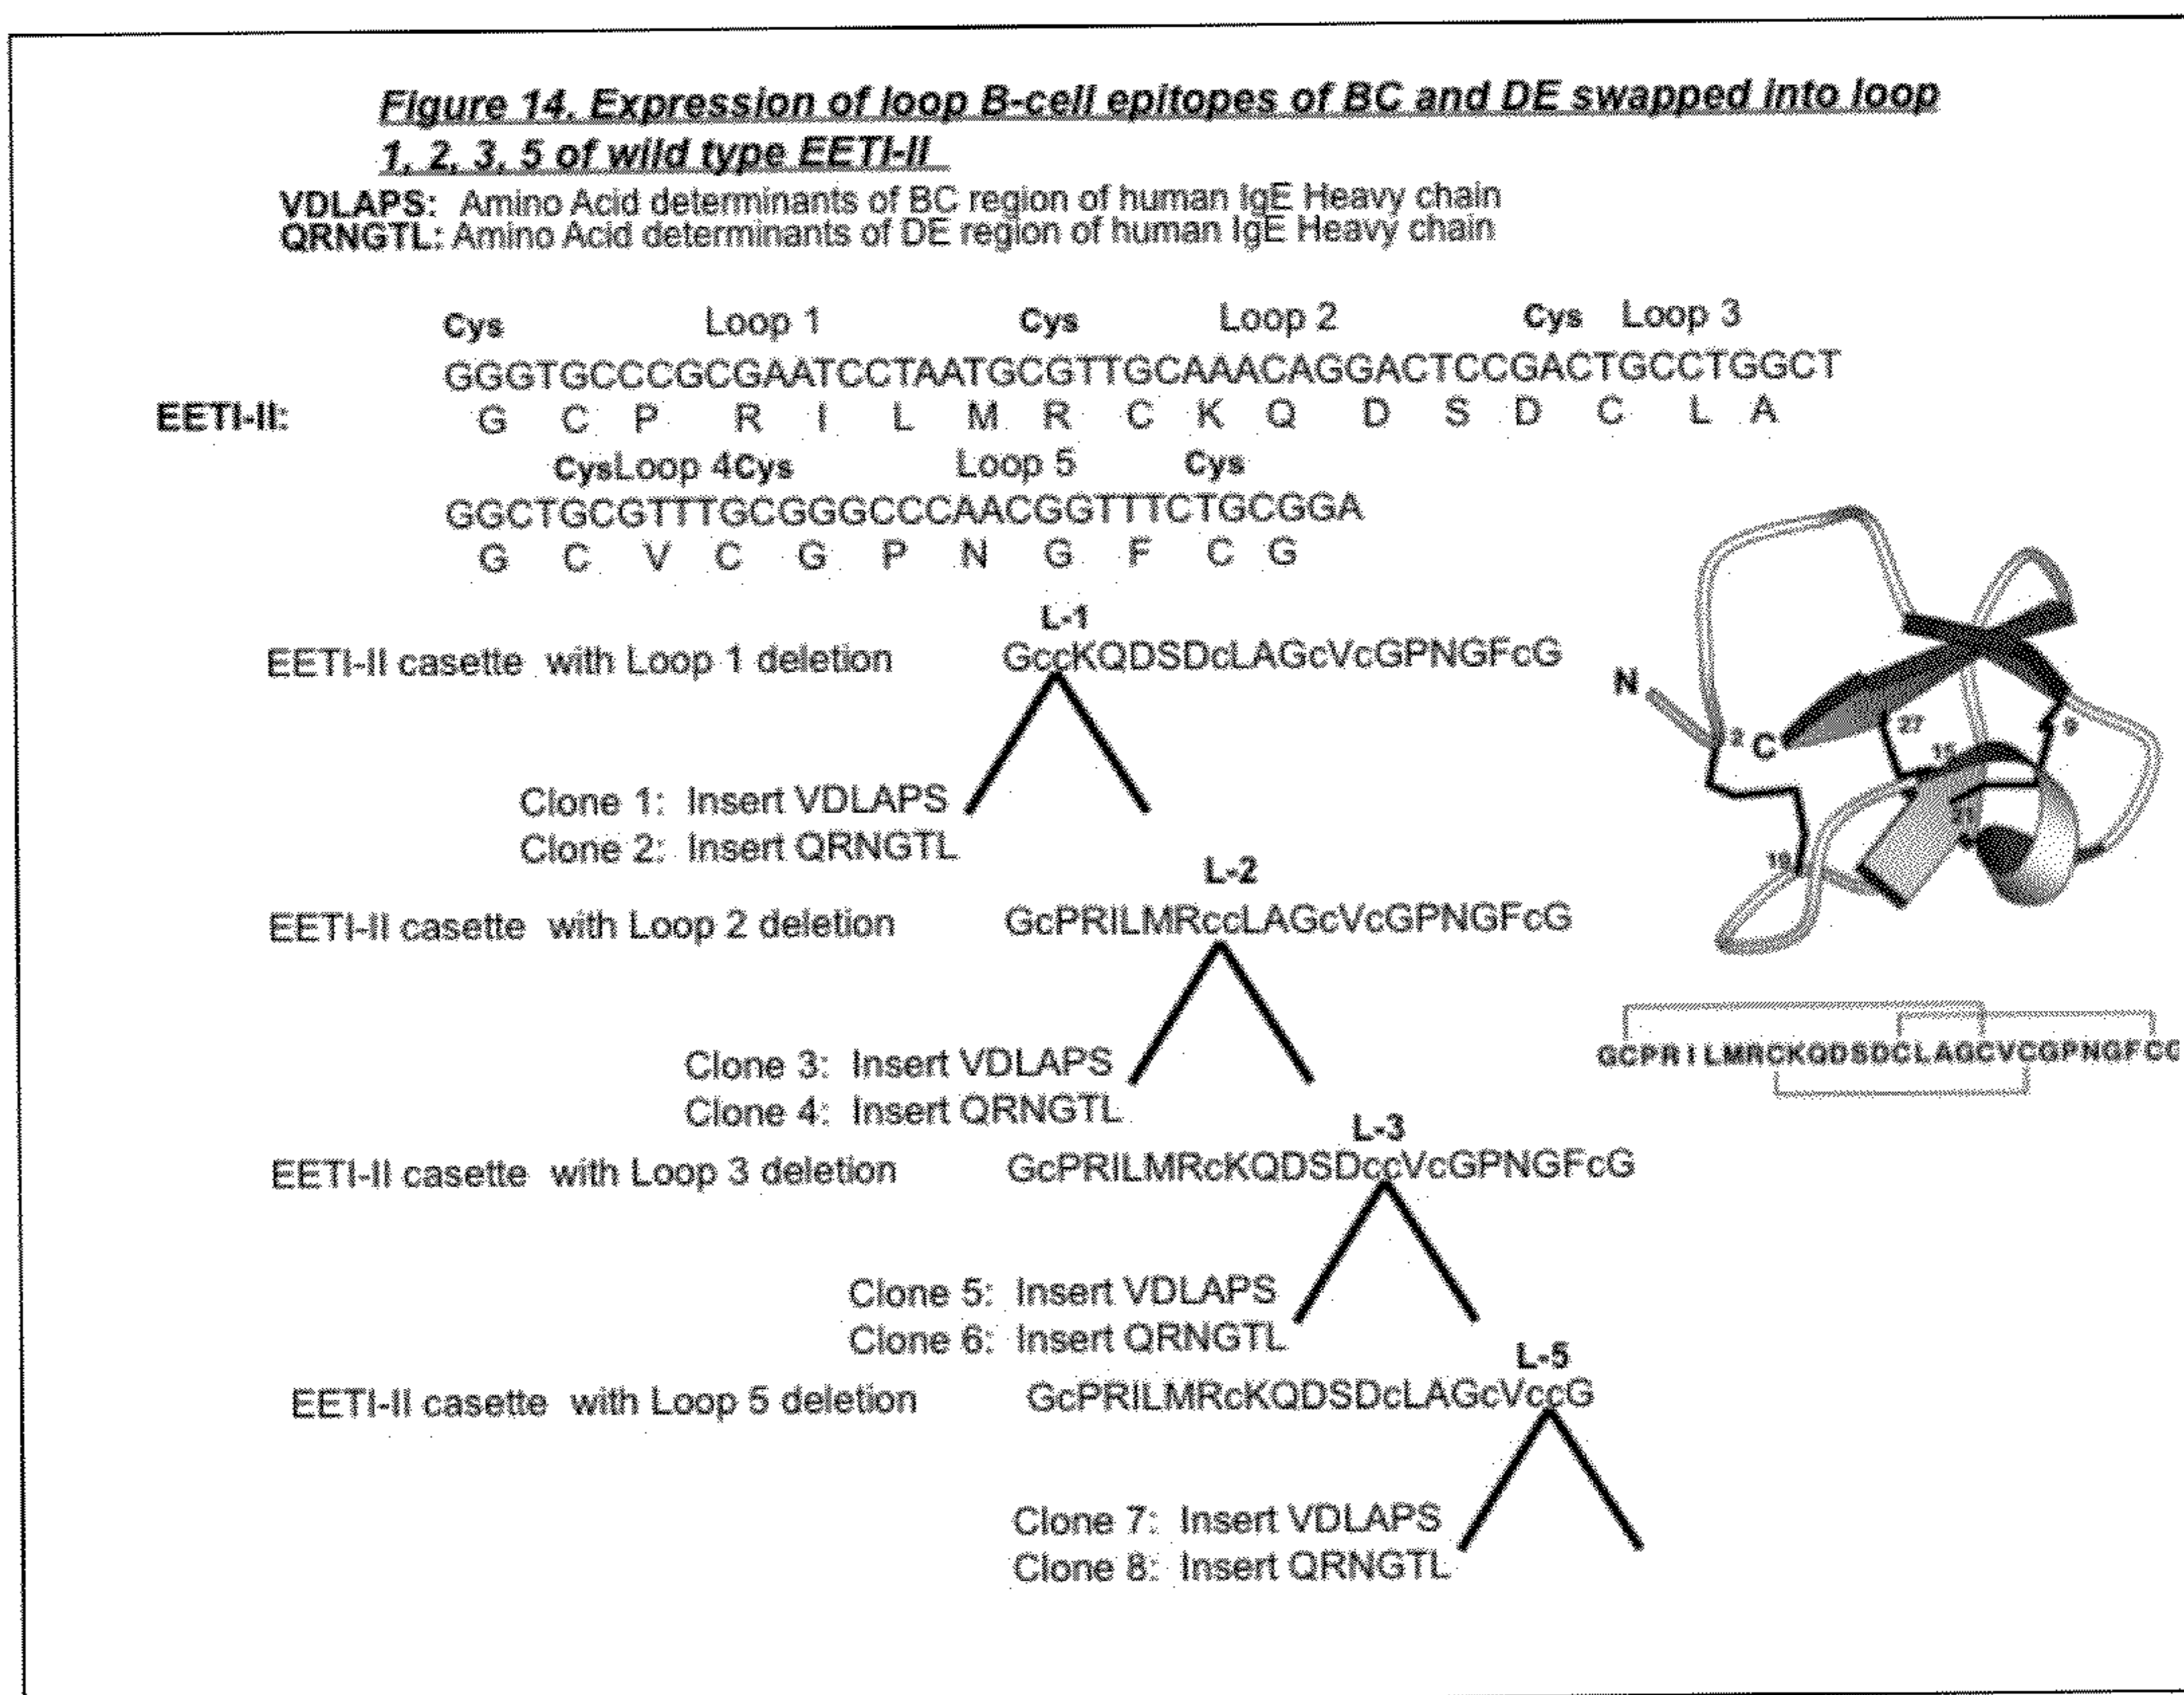 Figure 14. Expression of loop B-cell epitopes of BC and DE swapped into loop
1, 2, 3, 5 of wild type EETI-II
VDLAPS: Amino Acid determinants of BC region of human IgE Heavy chain
QRNGTL: Amino Acid determinants of DE region of human IgE Heavy chain
Cys Loop 1 Cys Loop 2 Cys Loop 3
GGGTGCCCGCGAATCCTAATGCGTTGCAAACAGGACTCCGACTGCCTGGCT
EETI-II: G C P R I L M R C K Q D S D C L A
CysLoop 4Cys Loop 5 Cys
GGCTGCGTTTGCGGGCCCAACGGTTTCTGCGGA
G C V C G P N G F C G
L-1
EETI-II casette with Loop 1 deletion GccKQDSDcLAGcVcGPNGFcG
N
2 C 27 9
15
21
19
Clone 1: Insert VDLAPS
Clone 2: Insert QRNGTL
L-2
EETI-II casette with Loop 2 deletion GcPRILMRccLAGcVcGPNGFcG
GCPRILMRCKQDSDCLAGCVCGPNGFCG
Clone 3: Insert VDLAPS
Clone 4: Insert QRNGTL
L-3
EETI-II casette with Loop 3 deletion GcPRILMRcKQDSDccVcGPNGFcG
Clone 5: Insert VDLAPS
Clone 6: Insert QRNGTL
L-5
EETI-II casette with Loop 5 deletion GcPRILMRcKQDSDcLAGcVccG
Clone 7: Insert VDLAPS
Clone 8: Insert QRNGTL